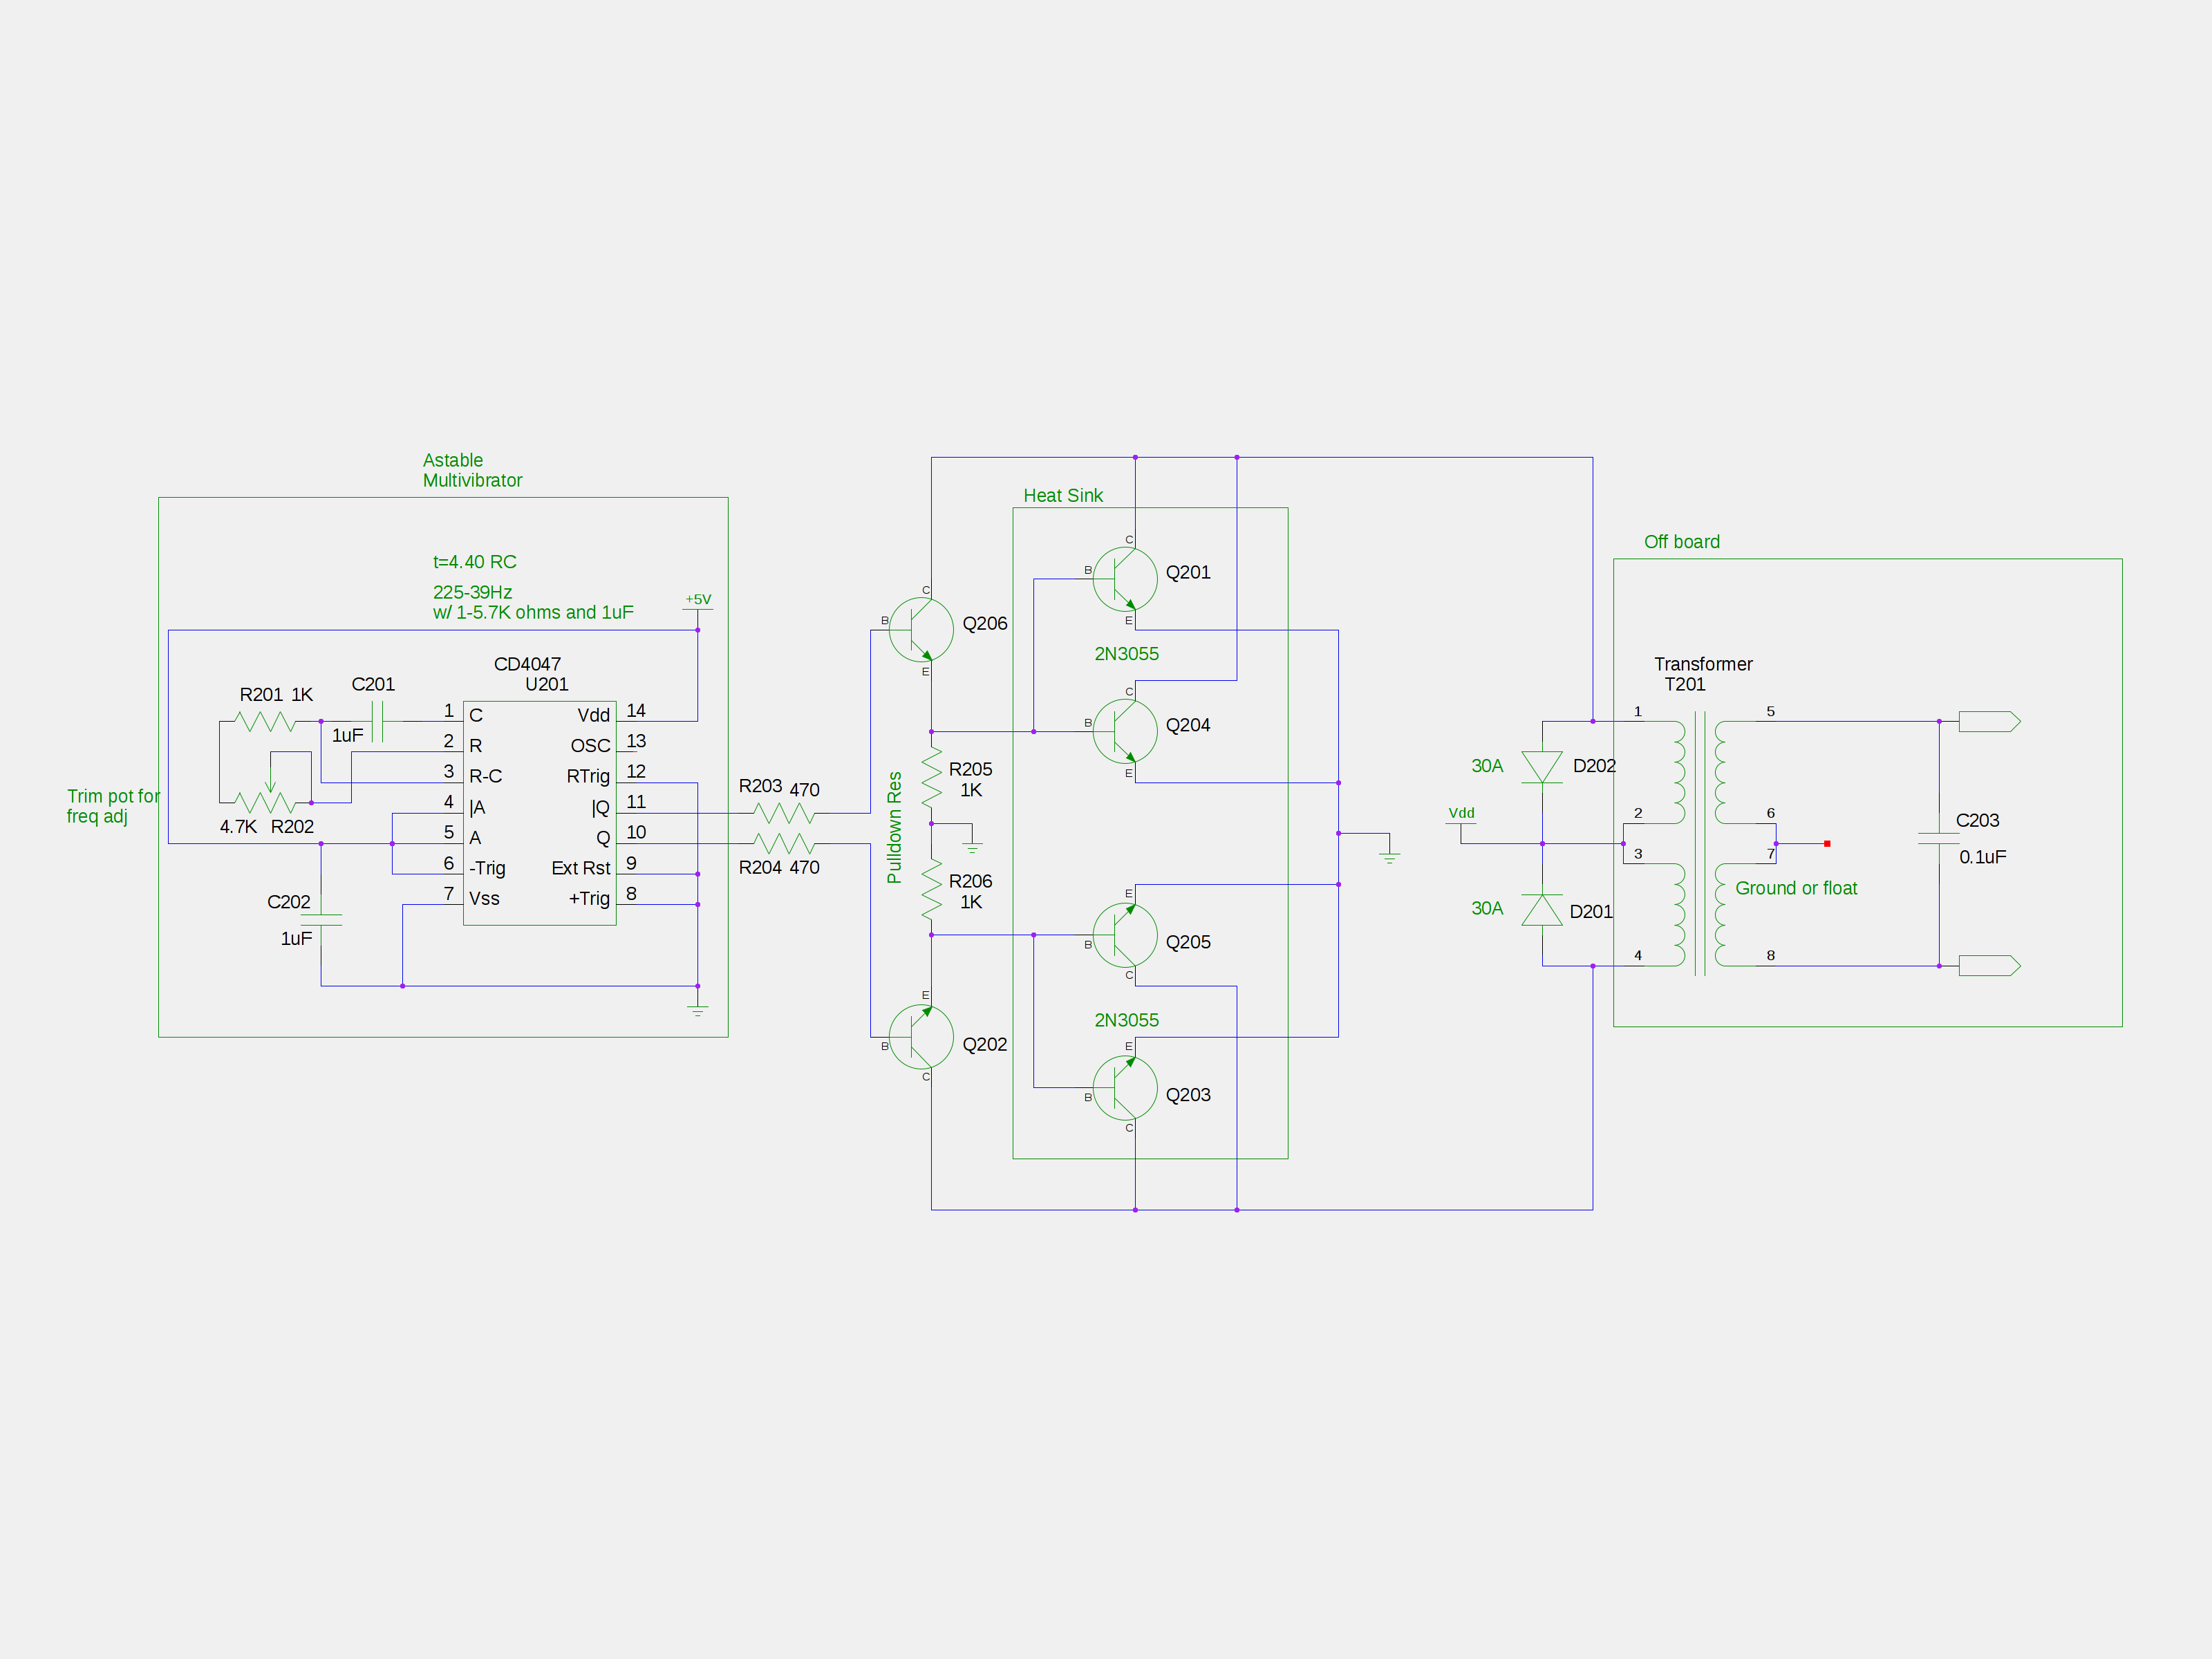 Astable
Multivibrator
t=4.40 RC
225-39Hz
w/ 1-5.7K ohms and 1uF
+5V
CD4047
U201
R201 1K
C201
1uF
1 C
2 R
3 R-C
4 |A
5 A
6 -Trig
7 Vss
Vdd 14
OSC 13
RTrig 12
|Q 11
Q 10
Ext Rst 9
+Trig 8
Trim pot for
freq adj
4.7K R202
C202
1uF
R203 470
R204 470
Pulldown Res
C
B
Q206
E
R205
1K
R206
1K
E
Q202
B
C
Heat Sink
C
B
Q201
E
2N3055
C
B
Q204
E
E
Q205
B
C
2N3055
E
Q203
B
C
30A D202
Vdd
30A D201
Off board
Transformer
T201
1
2
3
4
5
6
7
8
Ground or float
C203
0.1uF